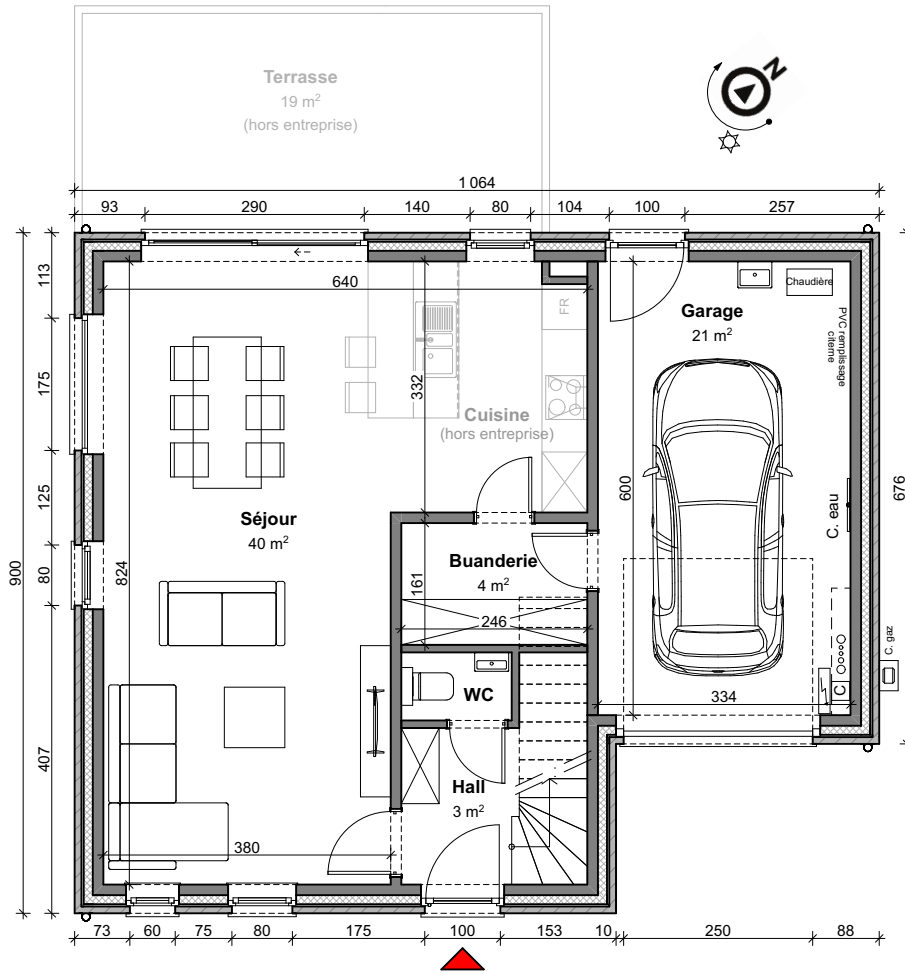 Terrasse
19 m²
(hors entreprise)
N
1 064
93 290 140 80 104 100 257
640
FR
Garage
21 m²
Chaudière
PVC remplissage
citerne
113
175
125
80
407
900
824
332
Cuisine
(hors entreprise)
600
676
Séjour
40 m²
C. eau
Buanderie
4 m²
161
246
C. gaz
WC
C
334
Hall
3 m²
380
73 60 75 80 175 100 153 10 250 88